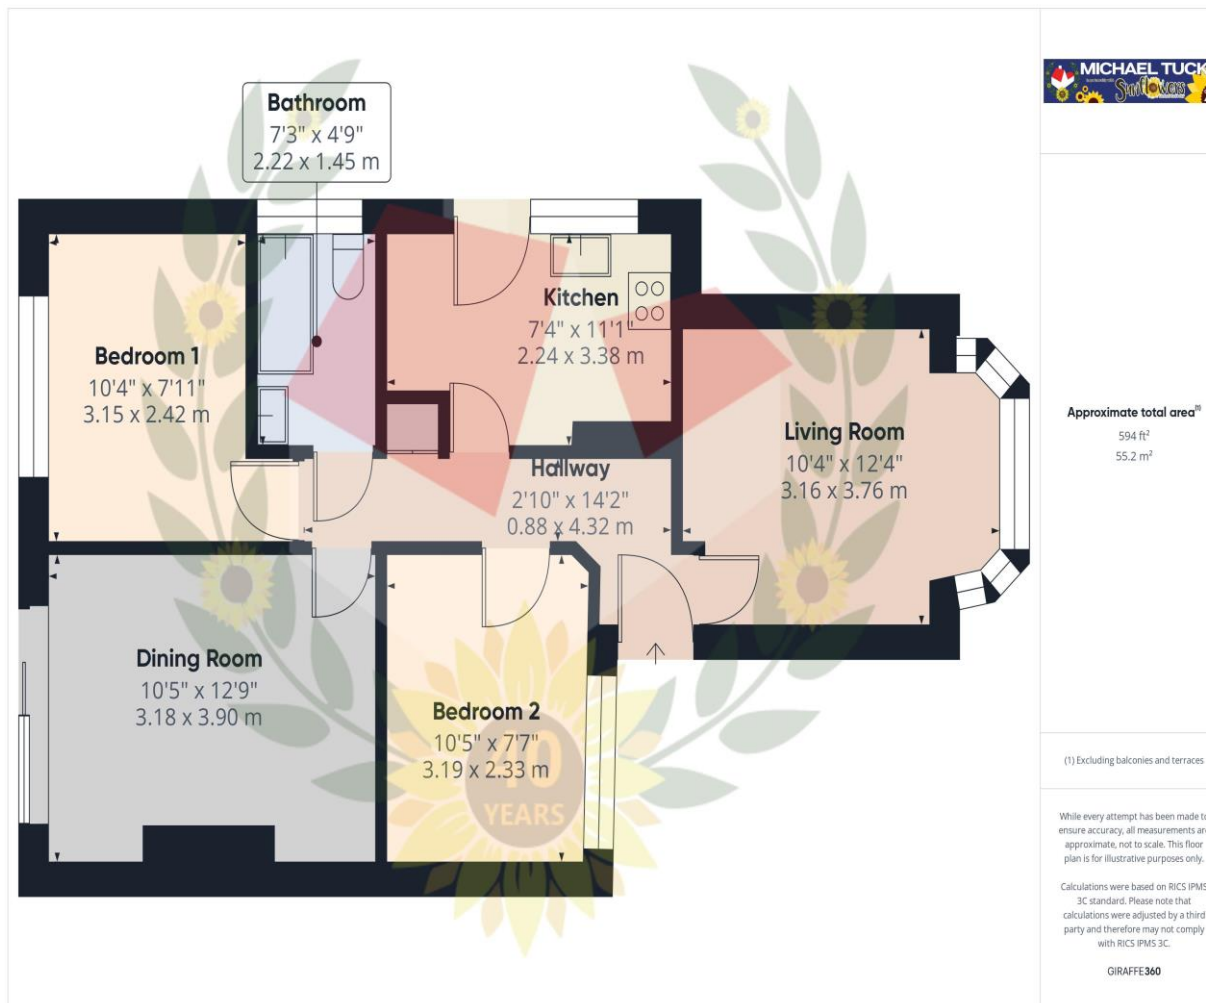 Bathroom
7'3" x 4'9"
2.22 x 1.45 m
Kitchen
7'4" x 11'1"
2.24 x 3.38 m
Bedroom 1
10'4" x 7'11"
3.15 x 2.42 m
Living Room
10'4" x 12'4"
3.16 x 3.76 m
Hallway
2'10" x 14'2"
0.88 x 4.32 m
Dining Room
10'5" x 12'9"
3.18 x 3.90 m
Bedroom 2
10'5" x 7'7"
3.19 x 2.33 m
40
YEARS
MICHAEL TUCK
Sunflowers
Approximate total area(1)
594 ft²
55.2 m²
(1) Excluding balconies and terraces
While every attempt has been made to
ensure accuracy, all measurements are
approximate, not to scale. This floor
plan is for illustrative purposes only.
Calculations were based on RICS IPMS
3C standard. Please note that
calculations were adjusted by a third
party and therefore may not comply
with RICS IPMS 3C.
GIRAFFE360